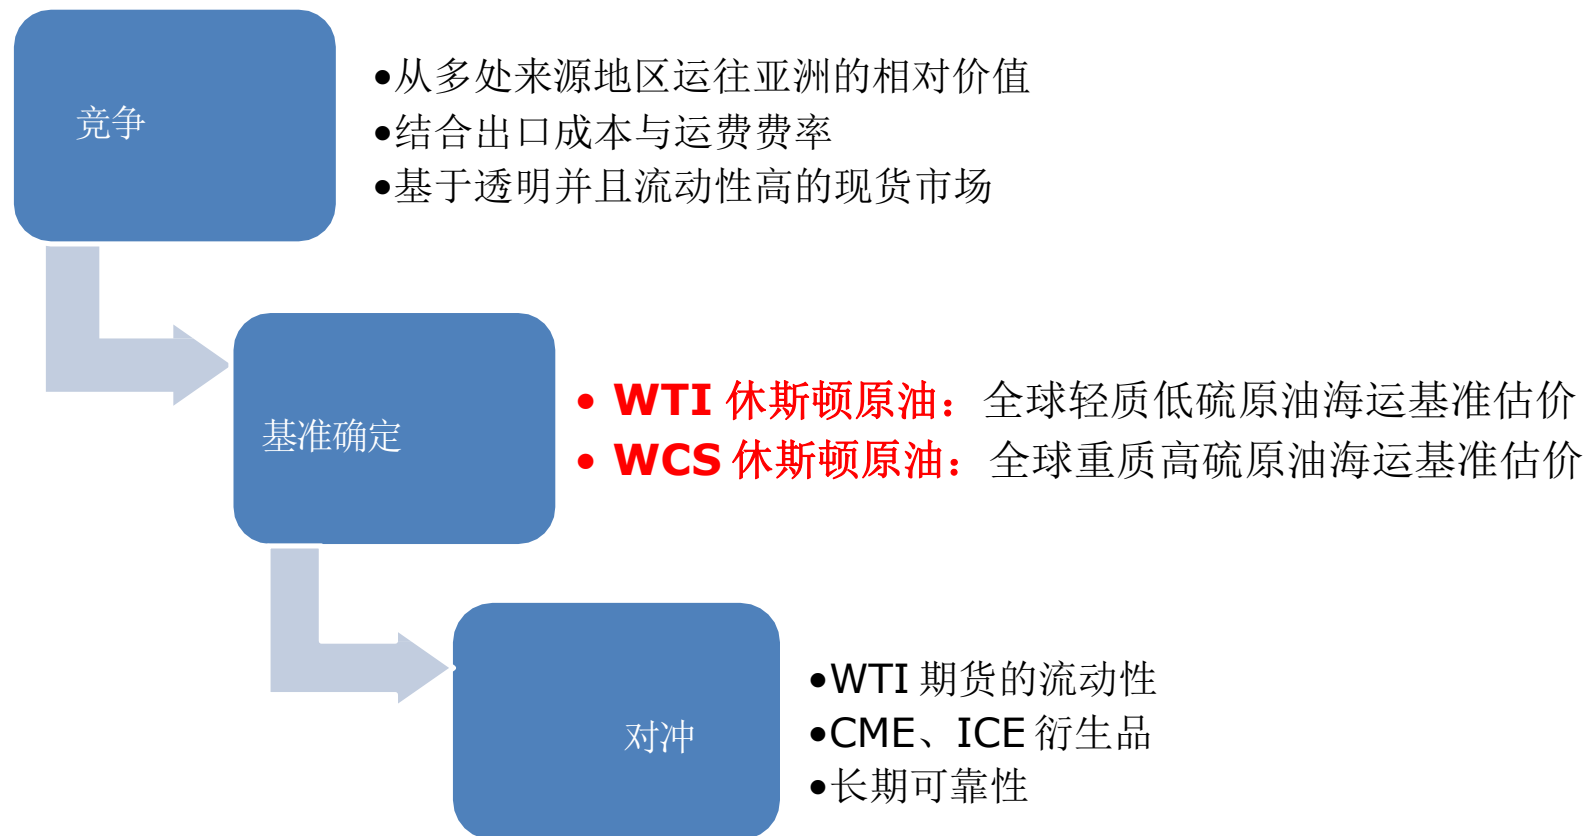 竞争
•从多处来源地区运往亚洲的相对价值
•结合出口成本与运费费率
•基于透明并且流动性高的现货市场
基准确定
• WTI 休斯顿原油：全球轻质低硫原油海运基准估价
• WCS 休斯顿原油：全球重质高硫原油海运基准估价
对冲
•WTI 期货的流动性
•CME、ICE 衍生品
•长期可靠性